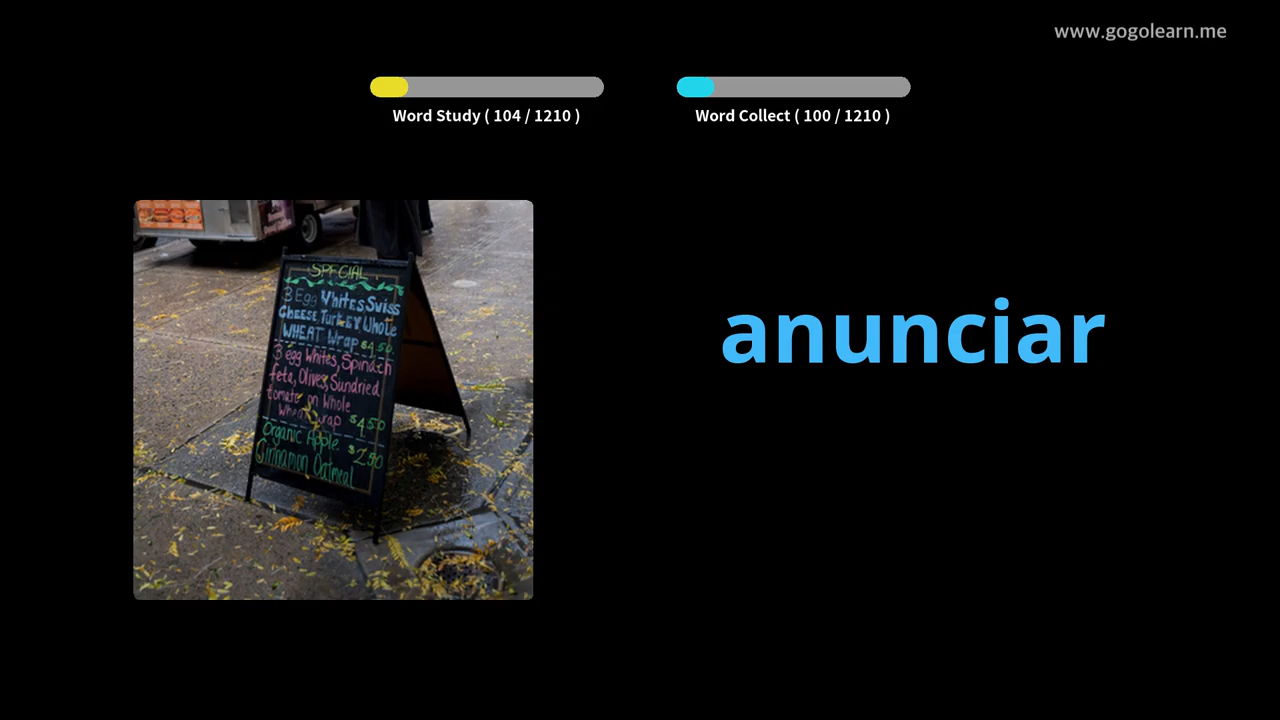 www.gogolearn.me
Word Study ( 104 / 1210 )
Word Collect ( 100 / 1210 )
SPECIAL
3 Egg Whites, Swiss
Cheese, Turkey Whole
WHEAT Wrap $4.50
3 egg Whites, Spinach
feta, Olives, Sundried
tomato on Whole
Wheat Wrap $4.50
Organic Apple
Cinnamon Oatmeal $2.50
anunciar